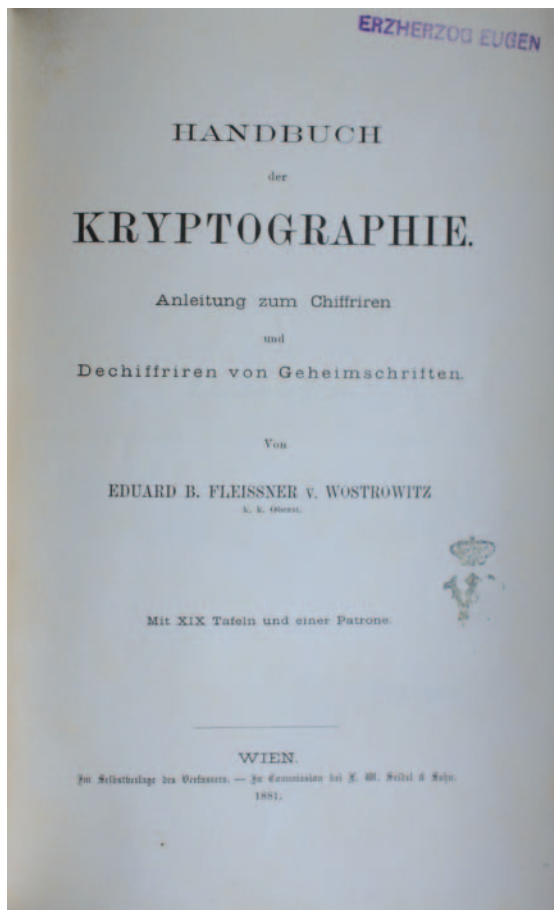 ERZHERZOG EUGEN
HANDBUCH
der
KRYPTOGRAPHIE.
Anleitung zum Chiffriren
und
Dechiffriren von Geheimschriften.
Von
EDUARD B. FLEISSNER v. WOSTROWITZ
k. k. Oberst.
Mit XIX Tafeln und einer Patrone.
WIEN.
Im Selbstverlage des Verfassers. — In Commission bei L. W. Seidel & Sohn.
1881.